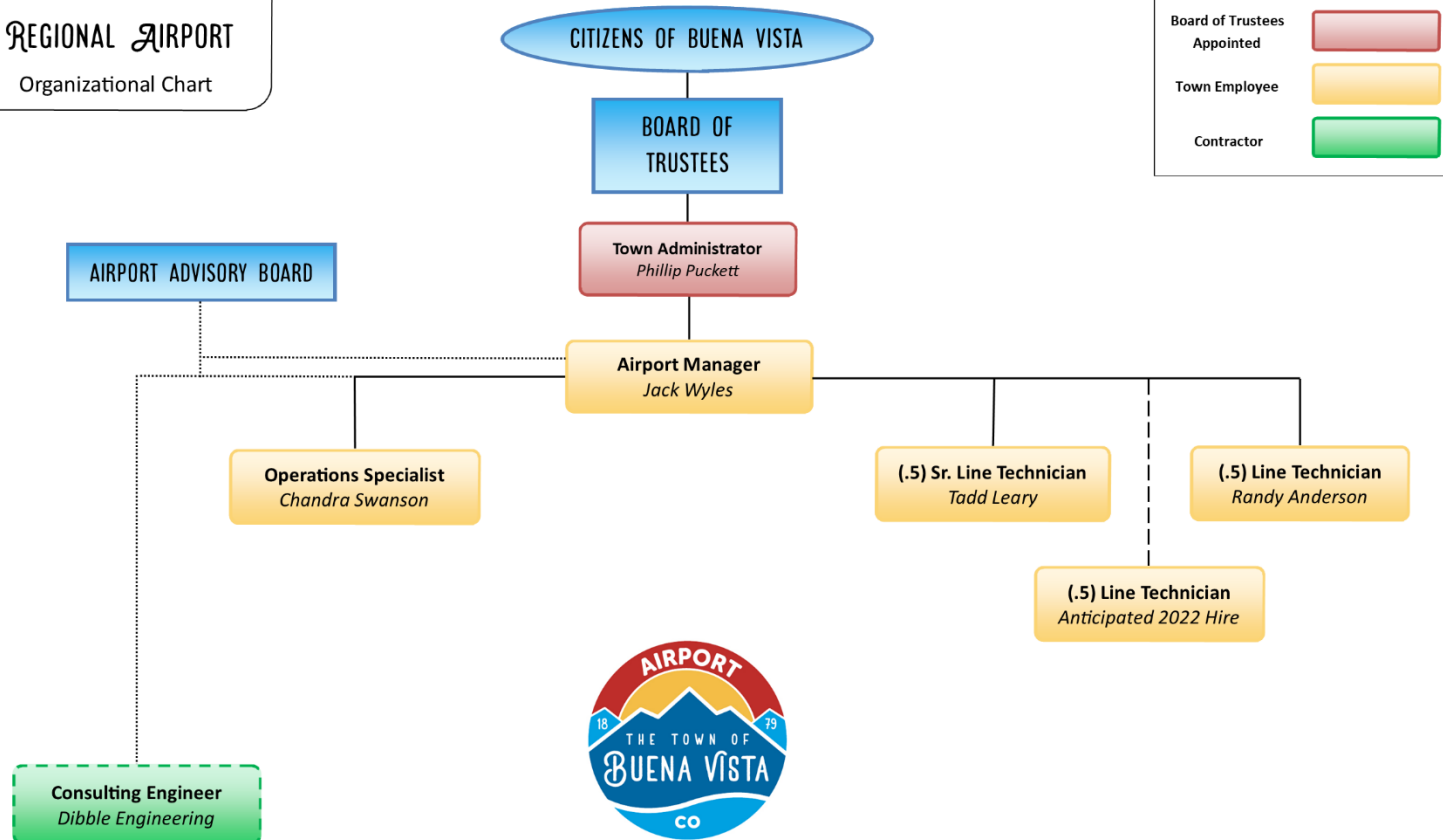 REGIONAL AIRPORT
Organizational Chart
CITIZENS OF BUENA VISTA
BOARD OF
TRUSTEES
Board of Trustees
Appointed
Town Employee
Contractor
Town Administrator
Phillip Puckett
AIRPORT ADVISORY BOARD
Airport Manager
Jack Wyles
Operations Specialist
Chandra Swanson
(.5) Sr. Line Technician
Tadd Leary
(.5) Line Technician
Randy Anderson
(.5) Line Technician
Anticipated 2022 Hire
AIRPORT
18
79
THE TOWN OF
BUENA VISTA
CO
Consulting Engineer
Dibble Engineering